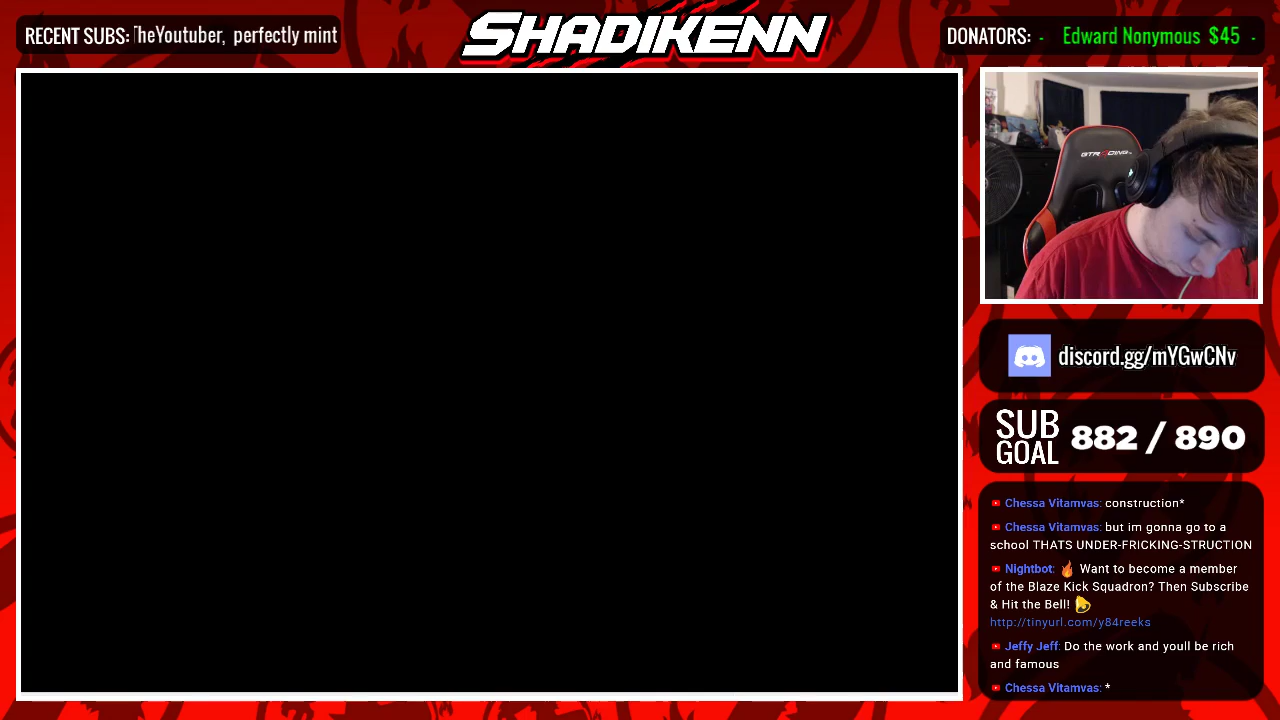 RECENT SUBS: TheYoutuber, perfectly mint
SHADIKENN
DONATORS: - Edward Nonymous $45 -
GTRACING
discord.gg/mYGwCNv
SUB GOAL 882 / 890
Chessa Vitamvas: construction*
Chessa Vitamvas: but im gonna go to a
school THATS UNDER-FRICKING-STRUCTION
Nightbot: 🔥 Want to become a member
of the Blaze Kick Squadron? Then Subscribe
& Hit the Bell! 🔔
http://tinyurl.com/y84reeks
Jeffy Jeff: Do the work and youll be rich
and famous
Chessa Vitamvas: *